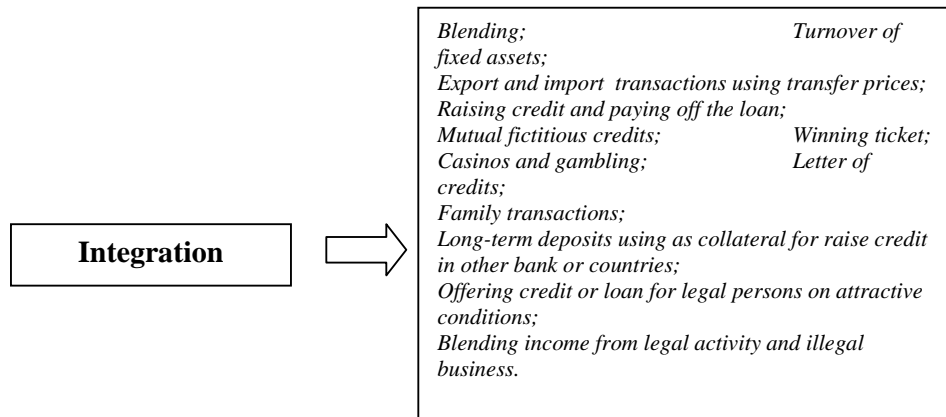 Blending; Turnover of
fixed assets;
Export and import transactions using transfer prices;
Raising credit and paying off the loan;
Mutual fictitious credits; Winning ticket;
Casinos and gambling; Letter of
credits;
Family transactions;
Long-term deposits using as collateral for raise credit
in other bank or countries;
Offering credit or loan for legal persons on attractive
conditions;
Blending income from legal activity and illegal
business.
Integration